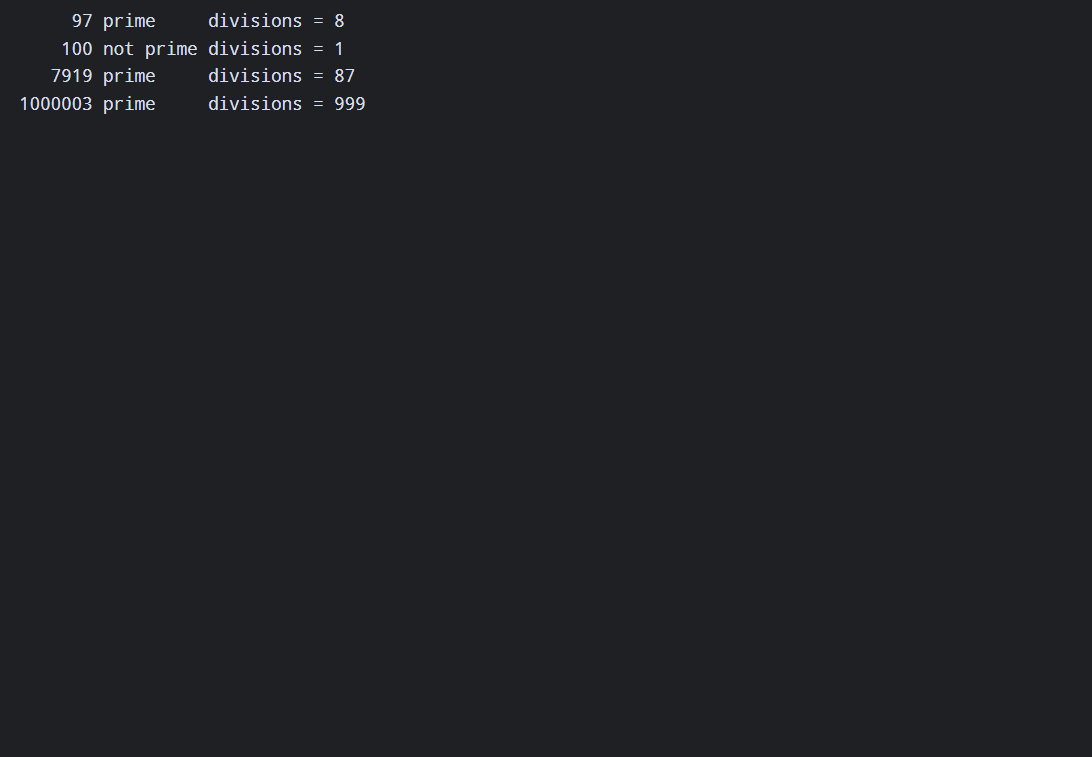 97 prime     divisions = 8
    100 not prime divisions = 1
   7919 prime     divisions = 87
1000003 prime     divisions = 999